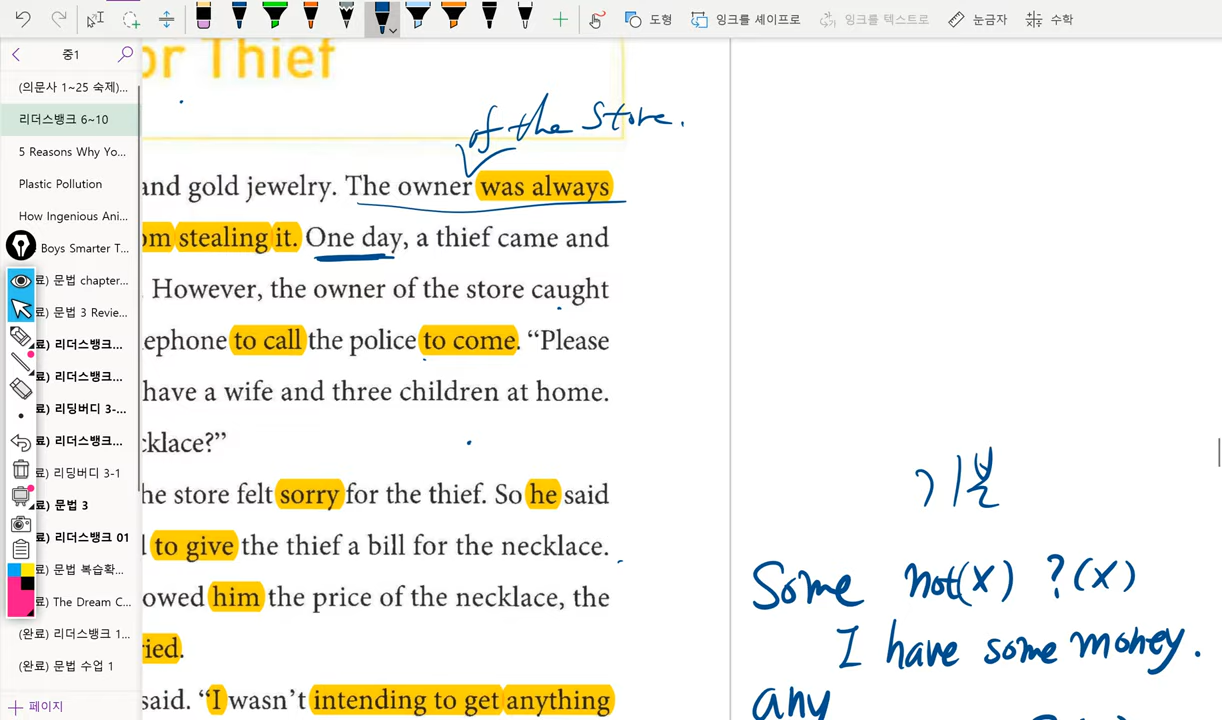 도형
잉크를 셰이프로
잉크를 텍스트로
눈금자
수학
중1
(의문사 1~25 숙제)...
리더스뱅크 6~10
5 Reasons Why Yo...
Plastic Pollution
How Ingenious Ani...
Boys Smarter T...
료) 문법 chapter...
료) 문법 3 Revie...
료) 리더스뱅크...
료) 리더스뱅크...
료) 리딩버디 3-...
료) 리더스뱅크...
료) 리딩버디 3-1
료) 문법 3
료) 리더스뱅크 01
료) 문법 복습확...
료) The Dream C...
(완료) 리더스뱅크 1...
(완료) 문법 수업 1
페이지
or Thief
of the Store.
and gold jewelry. The owner was always
om stealing it. One day, a thief came and
. However, the owner of the store caught
lephone to call the police to come. “Please
have a wife and three children at home.
cklace?”
he store felt sorry for the thief. So he said
to give the thief a bill for the necklace.
owed him the price of the necklace, the
ried.
said. “I wasn’t intending to get anything
기분
Some not(X) ?(X)
I have some money.
any